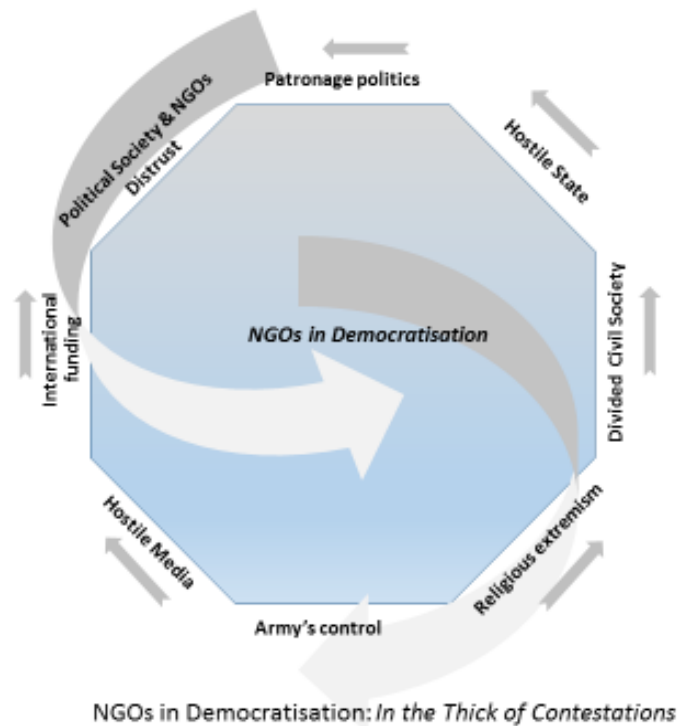 Patronage politics
Political Society & NGOs
Distrust
Hostile State
NGOs in Democratisation
International
funding
Divided Civil Society
Hostile Media
Religious extremism
Army's control
NGOs in Democratisation: In the Thick of Contestations